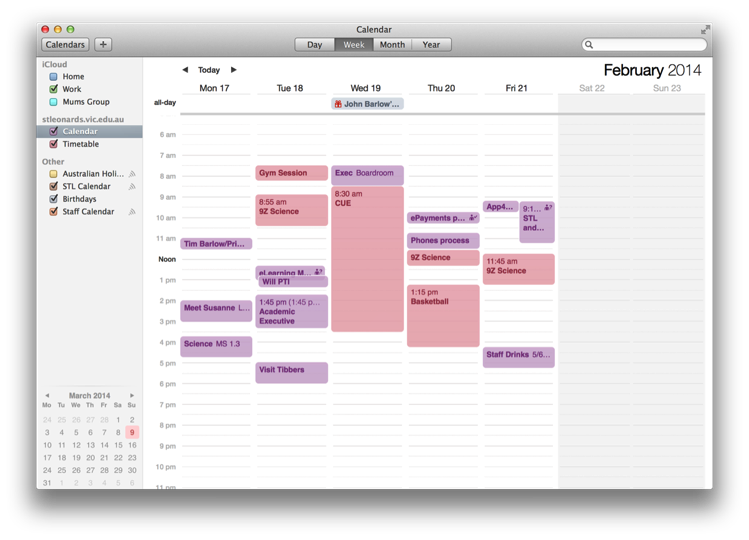 Calendar
Calendars + Day Week Month Year
iCloud
Home
Work
Mums Group
stleonards.vic.edu.au
Calendar
Timetable
Other
Australian Holi...
STL Calendar
Birthdays
Staff Calendar
March 2014
Mo Tu We Th Fr Sa Su
24 25 26 27 28 1 2
3 4 5 6 7 8 9
10 11 12 13 14 15 16
17 18 19 20 21 22 23
24 25 26 27 28 29 30
31 1 2 3 4 5 6
Today
February 2014
Mon 17 Tue 18 Wed 19 Thu 20 Fri 21 Sat 22 Sun 23
all-day
John Barlow'...
6 am
7 am
8 am
9 am
10 am
11 am
Noon
1 pm
2 pm
3 pm
4 pm
5 pm
6 pm
7 pm
8 pm
9 pm
10 pm
11 pm
Tim Barlow/Pri...
Meet Susanne L...
Science MS 1.3
Gym Session
8:55 am
9Z Science
eLearning M...
Will PTI
1:45 pm (1:45 p...
Academic
Executive
Visit Tibbers
Exec Boardroom
8:30 am
CUE
ePayments p...
Phones process
9Z Science
1:15 pm
Basketball
App4...
9:1...
STL
and...
11:45 am
9Z Science
Staff Drinks 5/6...